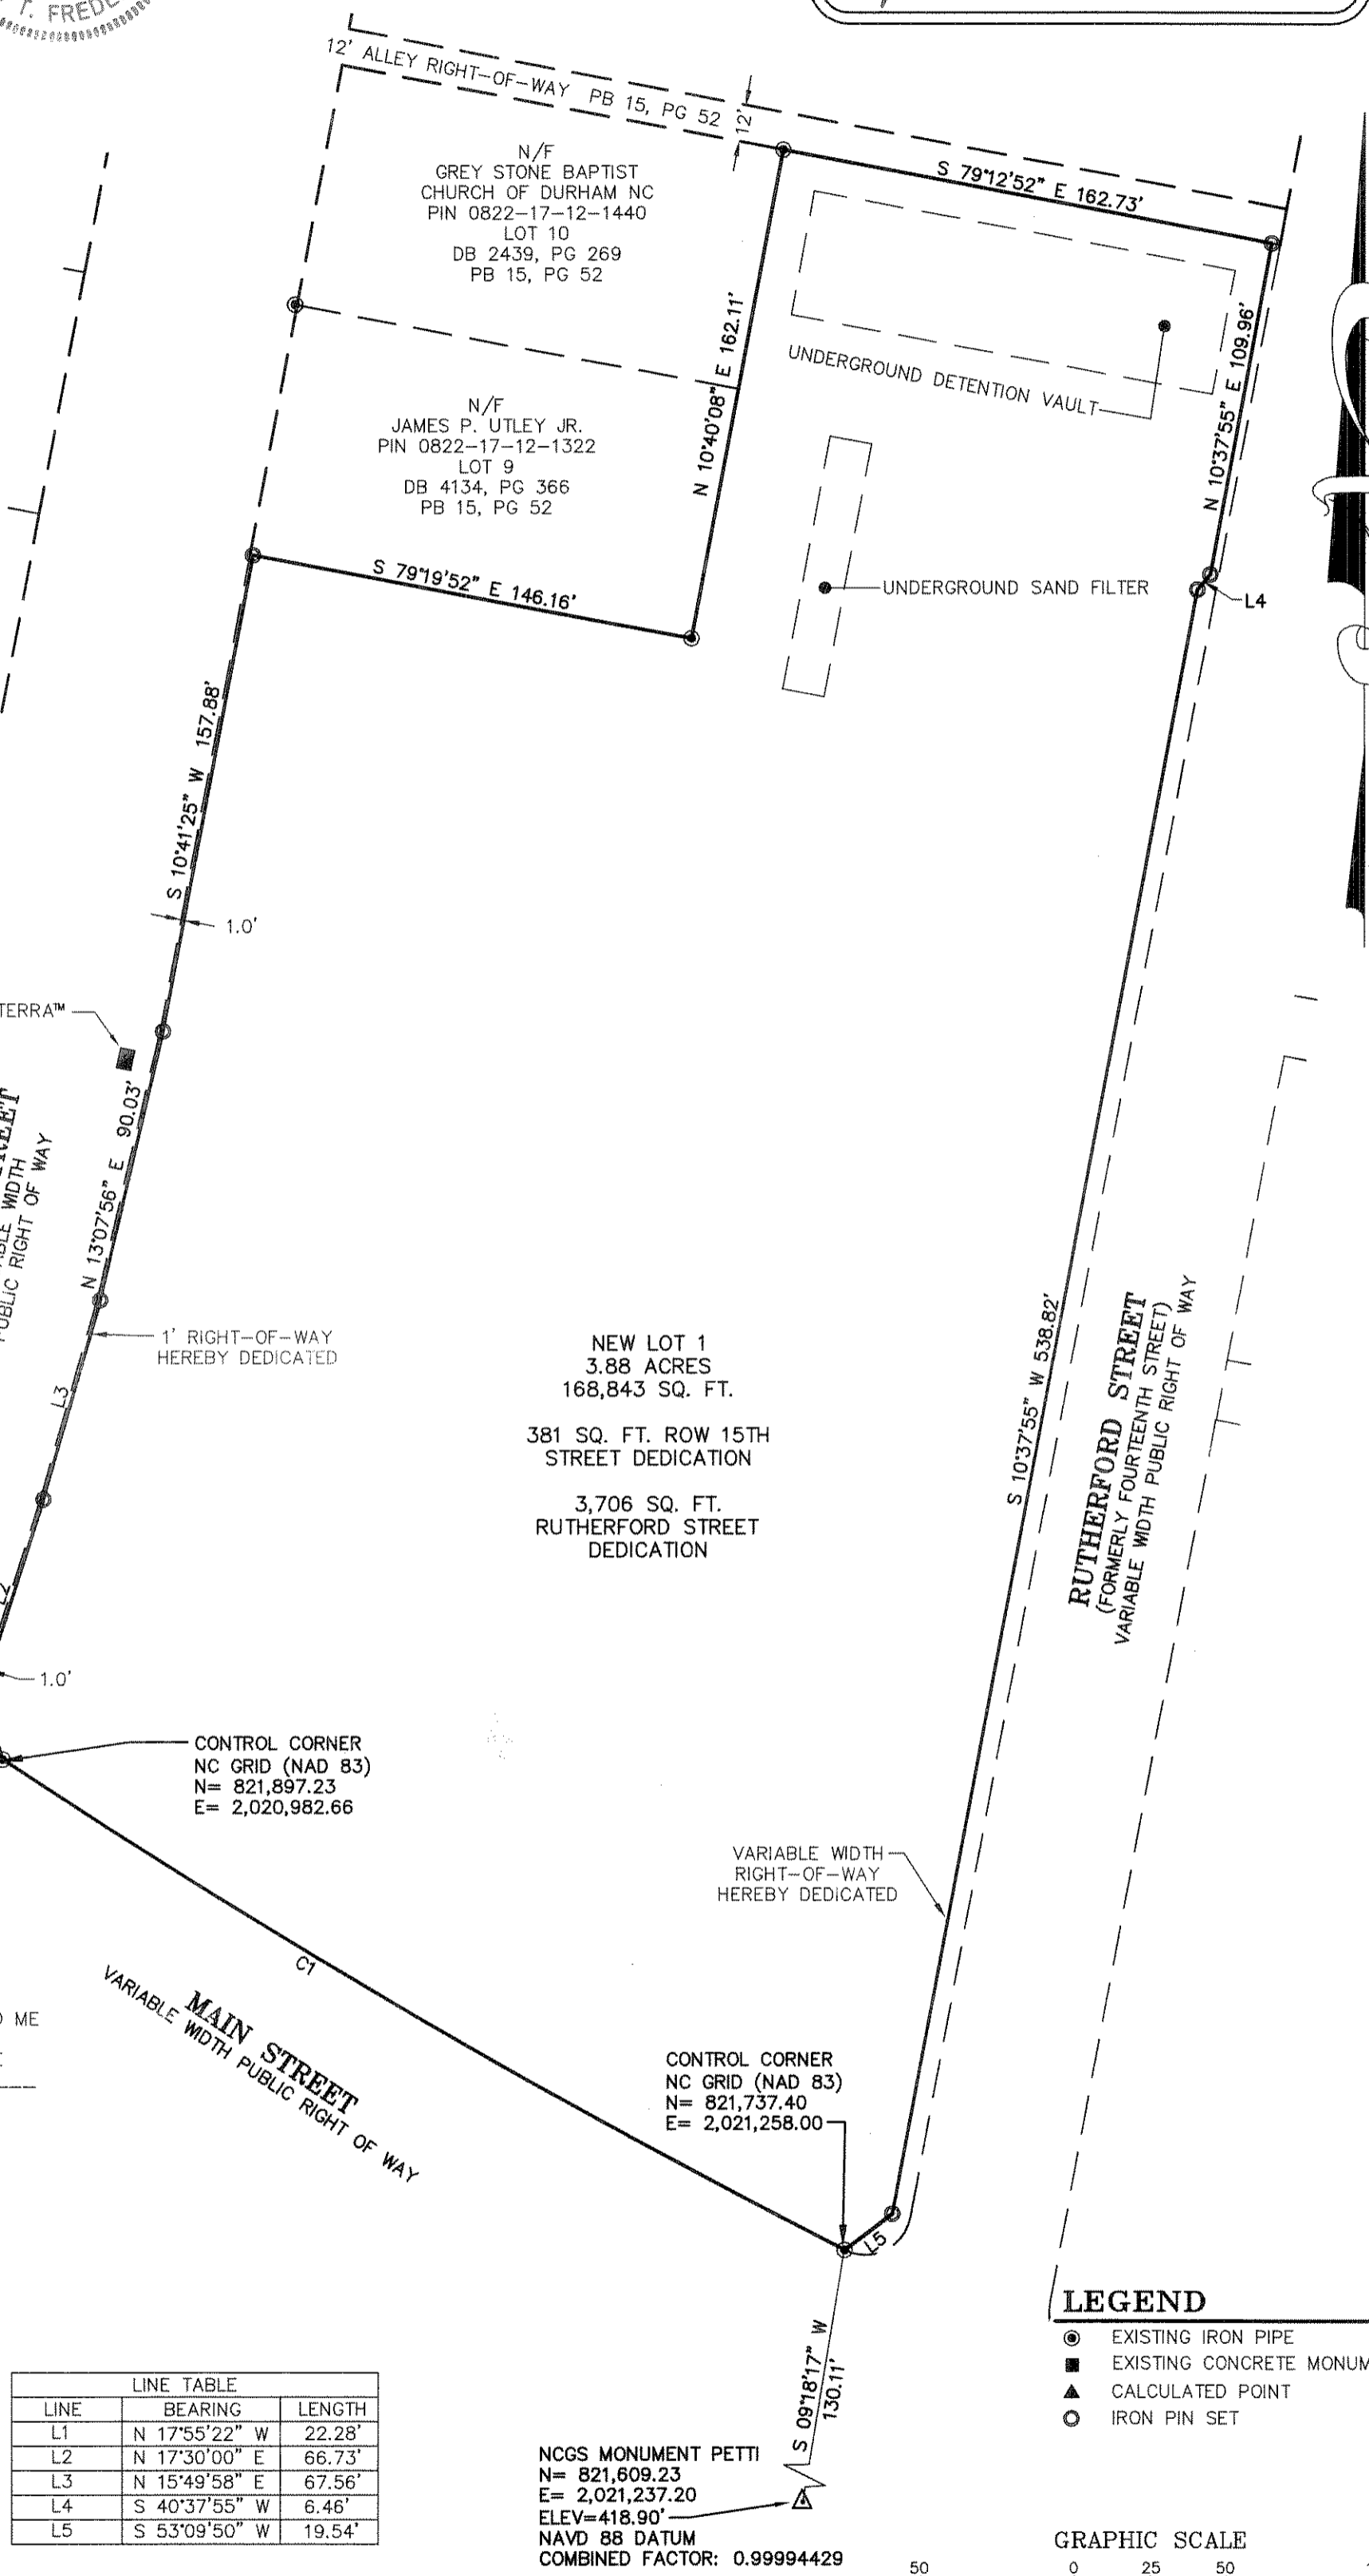 T. FREDE
12' ALLEY RIGHT-OF-WAY PB 15, PG 52
12'
N/F
GREY STONE BAPTIST
CHURCH OF DURHAM NC
PIN 0822-17-12-1440
LOT 10
DB 2439, PG 269
PB 15, PG 52
S 79°12'52" E 162.73'
N 10°40'08" E 162.11'
N 10°37'55" E 109.96'
UNDERGROUND DETENTION VAULT
N/F
JAMES P. UTLEY JR.
PIN 0822-17-12-1322
LOT 9
DB 4134, PG 366
PB 15, PG 52
S 79°19'52" E 146.16'
UNDERGROUND SAND FILTER
L4
S 10°41'25" W 157.88'
1.0'
TERRA™
REET
ABLE WIDTH
PUBLIC RIGHT OF WAY
N 13°07'56" E 90.03'
1' RIGHT-OF-WAY
HEREBY DEDICATED
L3
NEW LOT 1
3.88 ACRES
168,843 SQ. FT.
381 SQ. FT. ROW 15TH
STREET DEDICATION
3,706 SQ. FT.
RUTHERFORD STREET
DEDICATION
S 10°37'55" W 538.82'
RUTHERFORD STREET
(FORMERLY FOURTEENTH STREET)
VARIABLE WIDTH PUBLIC RIGHT OF WAY
L2
1.0'
CONTROL CORNER
NC GRID (NAD 83)
N= 821,897.23
E= 2,020,982.66
VARIABLE WIDTH
RIGHT-OF-WAY
HEREBY DEDICATED
C1
MAIN STREET
VARIABLE WIDTH PUBLIC RIGHT OF WAY
ME
CONTROL CORNER
NC GRID (NAD 83)
N= 821,737.40
E= 2,021,258.00
L5
S 09°18'17" W
130.11'
LEGEND
EXISTING IRON PIPE
EXISTING CONCRETE MONUM
CALCULATED POINT
IRON PIN SET
LINE TABLE
LINE BEARING LENGTH
L1 N 17°55'22" W 22.28'
L2 N 17°30'00" E 66.73'
L3 N 15°49'58" E 67.56'
L4 S 40°37'55" W 6.46'
L5 S 53°09'50" W 19.54'
NCGS MONUMENT PETTI
N= 821,609.23
E= 2,021,237.20
ELEV=418.90'
NAVD 88 DATUM
COMBINED FACTOR: 0.99994429
GRAPHIC SCALE
50 0 25 50